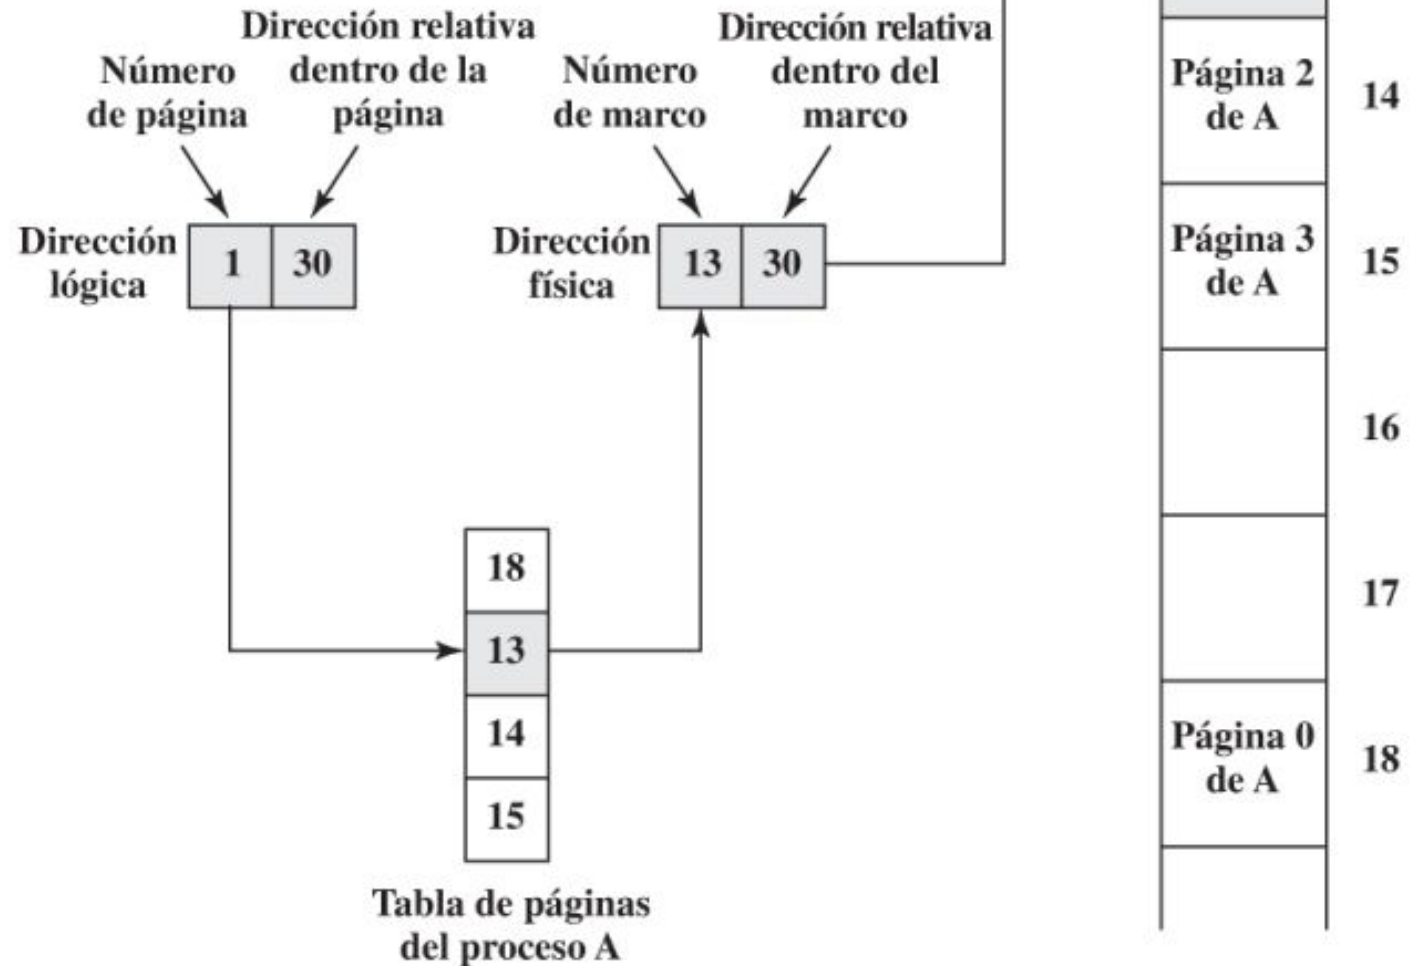 Número
de página
Dirección relativa
dentro de la
página
Número
de marco
Dirección relativa
dentro del
marco
Dirección
lógica
1
30
Dirección
física
13
30
18
13
14
15
Tabla de páginas
del proceso A
Página 2
de A
14
Página 3
de A
15
16
17
Página 0
de A
18